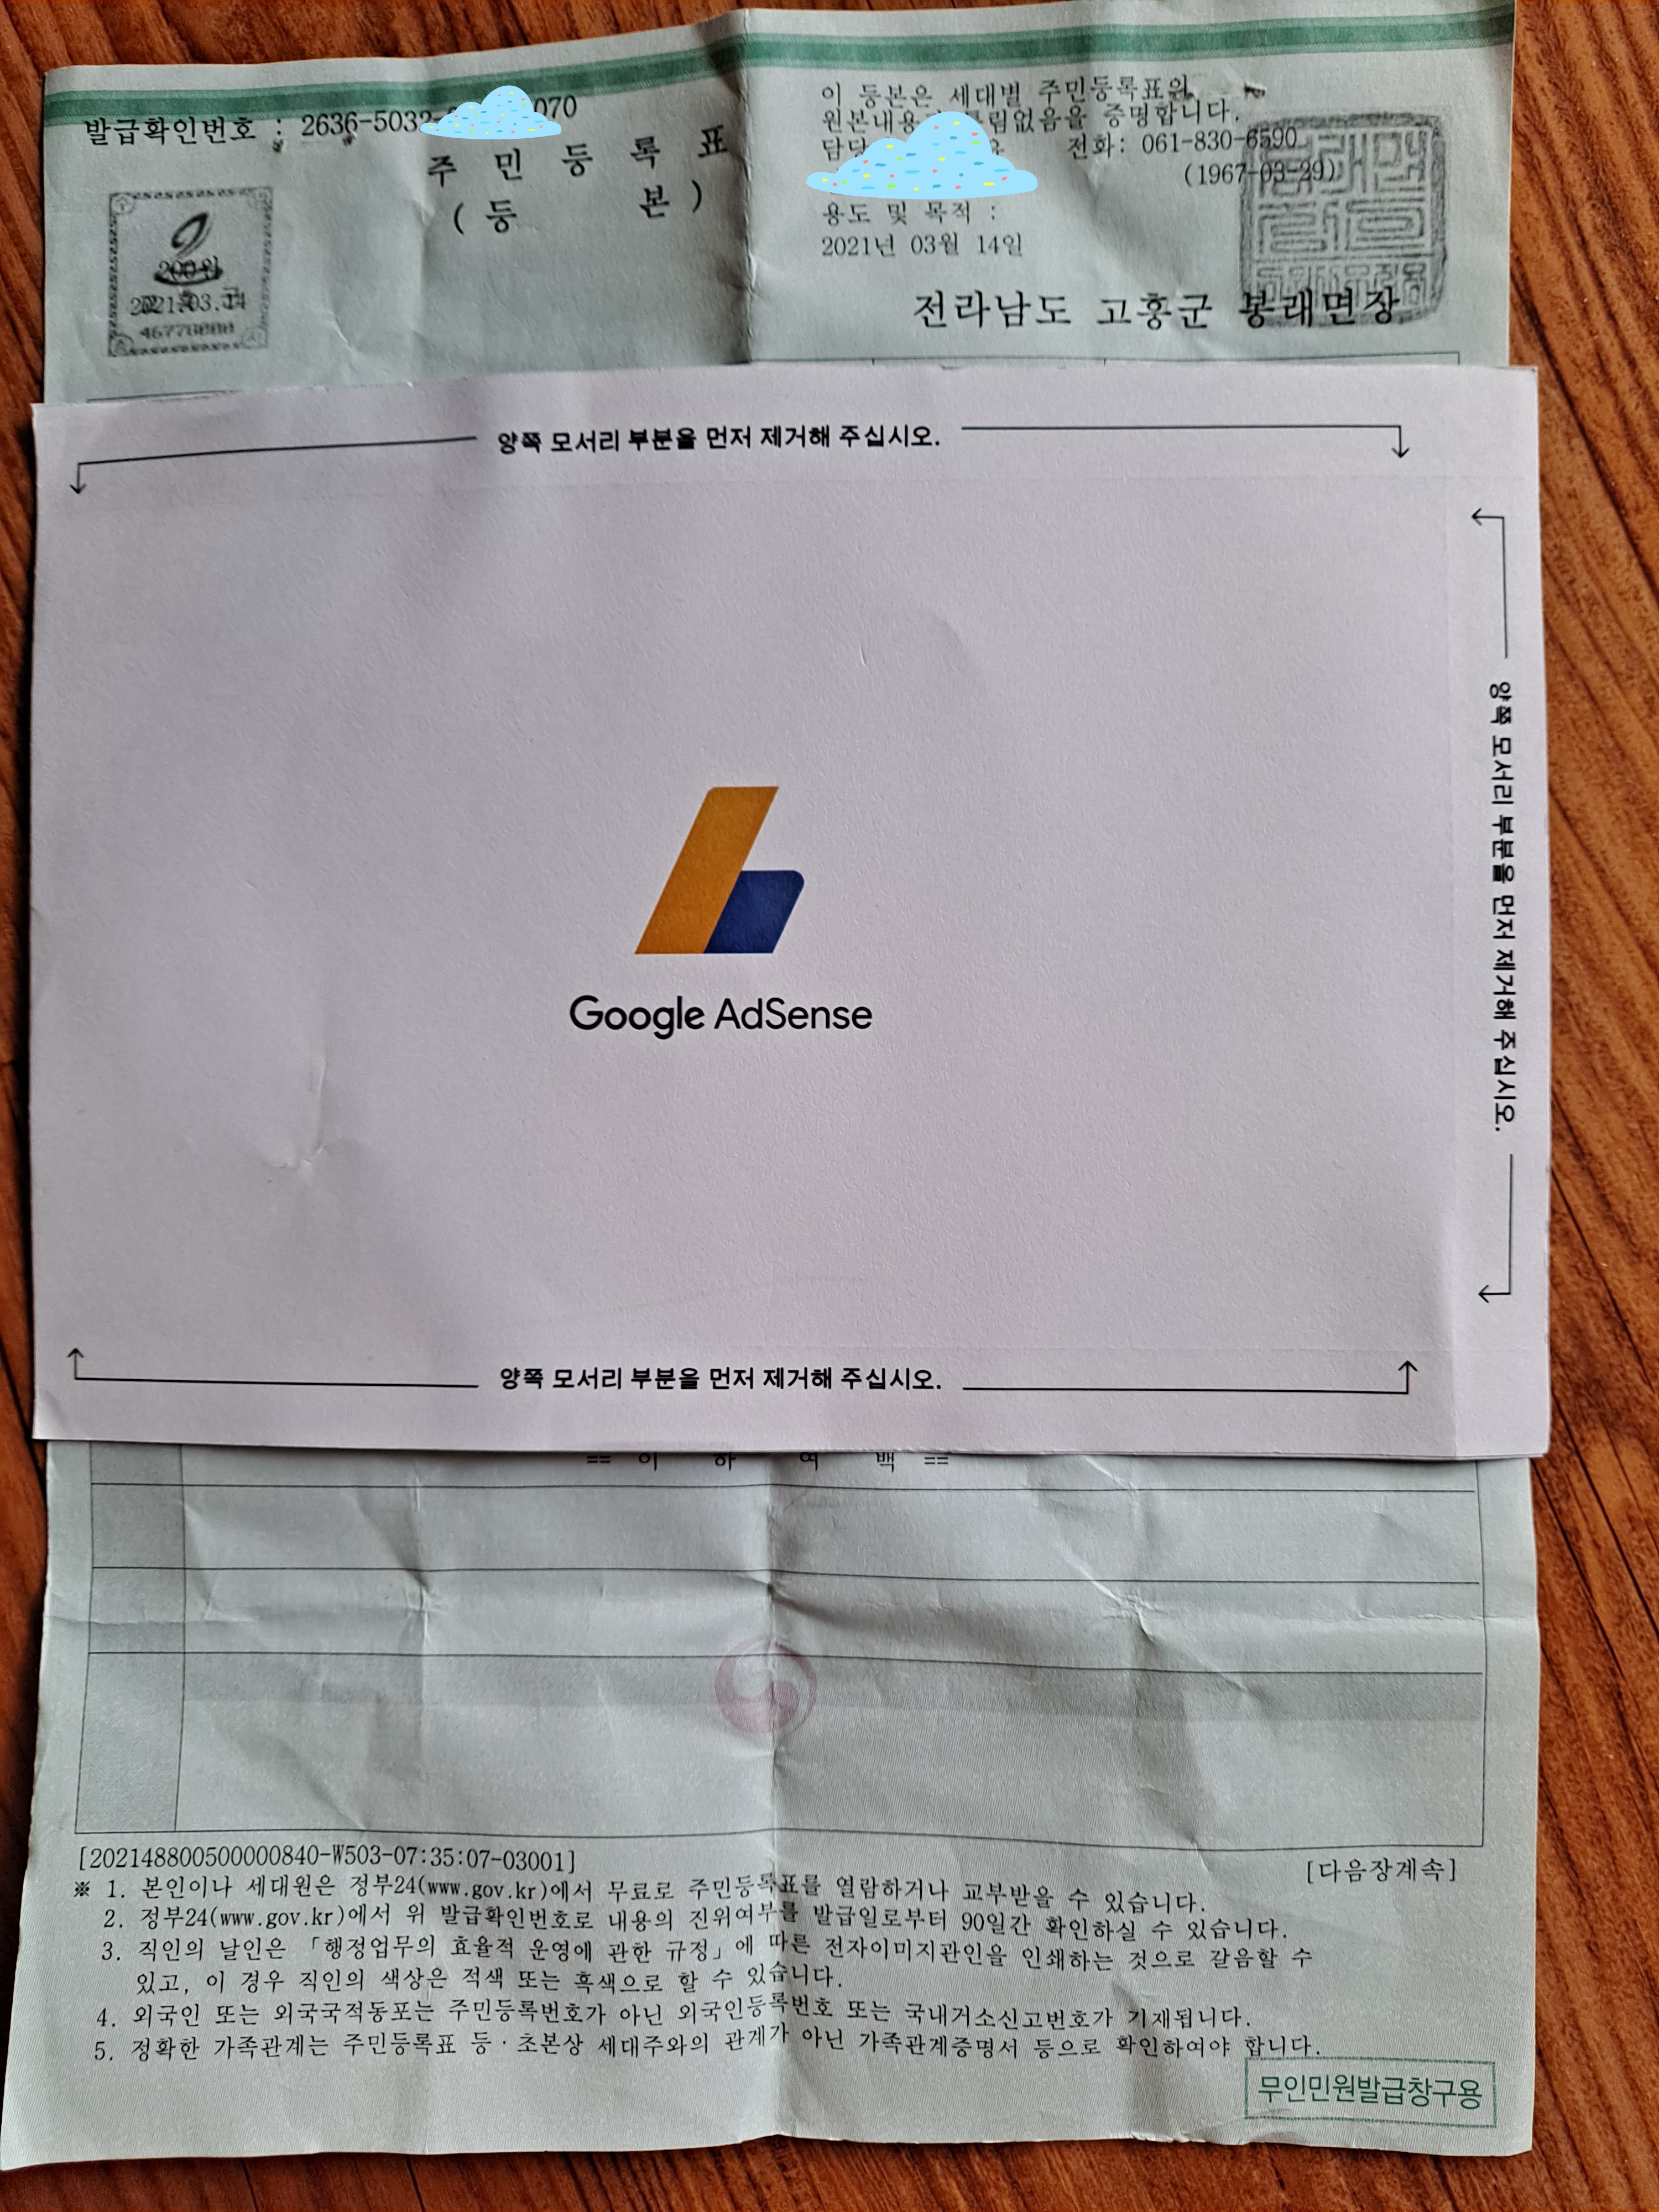 발급확인번호 : 2636-5032- 070
주 민 등 록 표
( 등 본 )
이 등본은 세대별 주민등록표의
원본내용 틀림없음을 증명합니다.
담당 전화: 061-830-6590
(1967-03-29)
용도 및 목적 :
2021년 03월 14일
전라남도 고흥군 봉래면장
200원
2021.03.14
46770000
양쪽 모서리 부분을 먼저 제거해 주십시오.
양쪽 모서리 부분을 먼저 제거해 주십시오.
Google AdSense
양쪽 모서리 부분을 먼저 제거해 주십시오.
== 이 하 여 백 ==
[202148800500000840-W503-07:35:07-03001]
[다음장계속]
※ 1. 본인이나 세대원은 정부24(www.gov.kr)에서 무료로 주민등록표를 열람하거나 교부받을 수 있습니다.
2. 정부24(www.gov.kr)에서 위 발급확인번호로 내용의 진위여부를 발급일로부터 90일간 확인하실 수 있습니다.
3. 직인의 날인은 「행정업무의 효율적 운영에 관한 규정」에 따른 전자이미지관인을 인쇄하는 것으로 갈음할 수
있고, 이 경우 직인의 색상은 적색 또는 흑색으로 할 수 있습니다.
4. 외국인 또는 외국국적동포는 주민등록번호가 아닌 외국인등록번호 또는 국내거소신고번호가 기재됩니다.
5. 정확한 가족관계는 주민등록표 등·초본상 세대주와의 관계가 아닌 가족관계증명서 등으로 확인하여야 합니다.
무인민원발급창구용